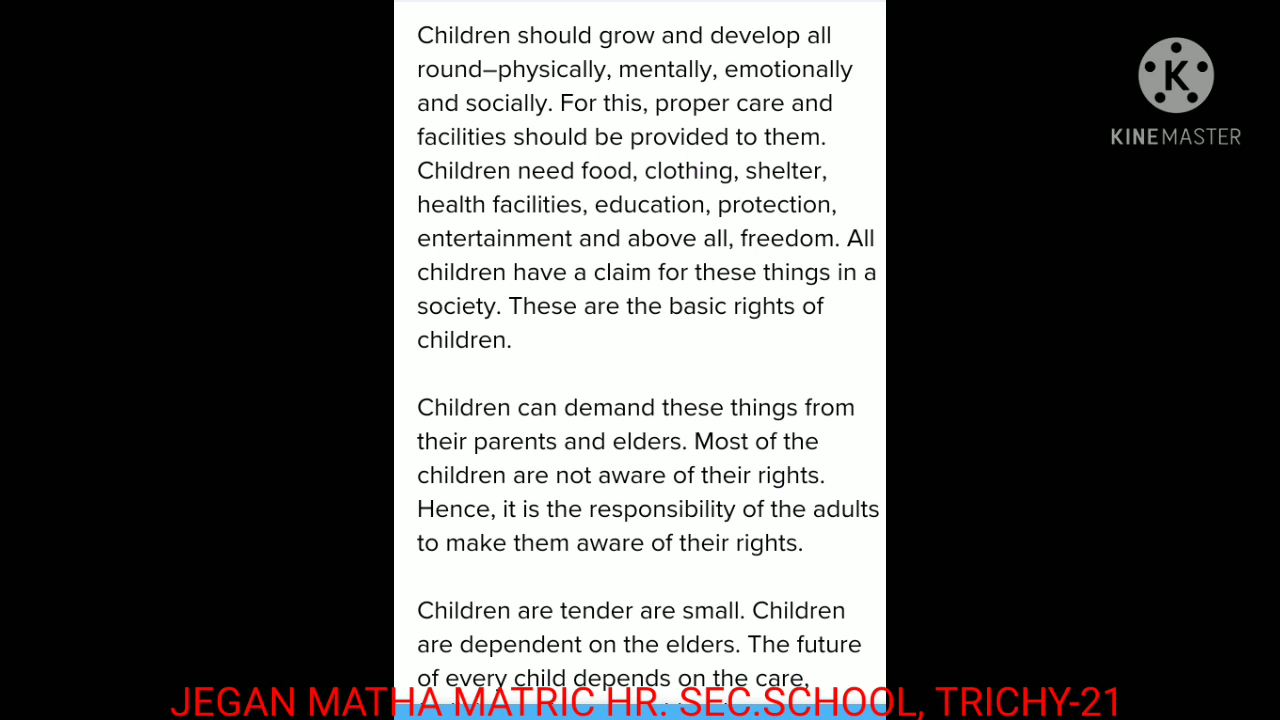 Children should grow and develop all
round–physically, mentally, emotionally
and socially. For this, proper care and
facilities should be provided to them.
Children need food, clothing, shelter,
health facilities, education, protection,
entertainment and above all, freedom. All
children have a claim for these things in a
society. These are the basic rights of
children.
Children can demand these things from
their parents and elders. Most of the
children are not aware of their rights.
Hence, it is the responsibility of the adults
to make them aware of their rights.
Children are tender are small. Children
are dependent on the elders. The future
of every child depends on the care,
JEGAN MATHA MATRIC HR. SEC.SCHOOL, TRICHY-21
K
KINEMASTER